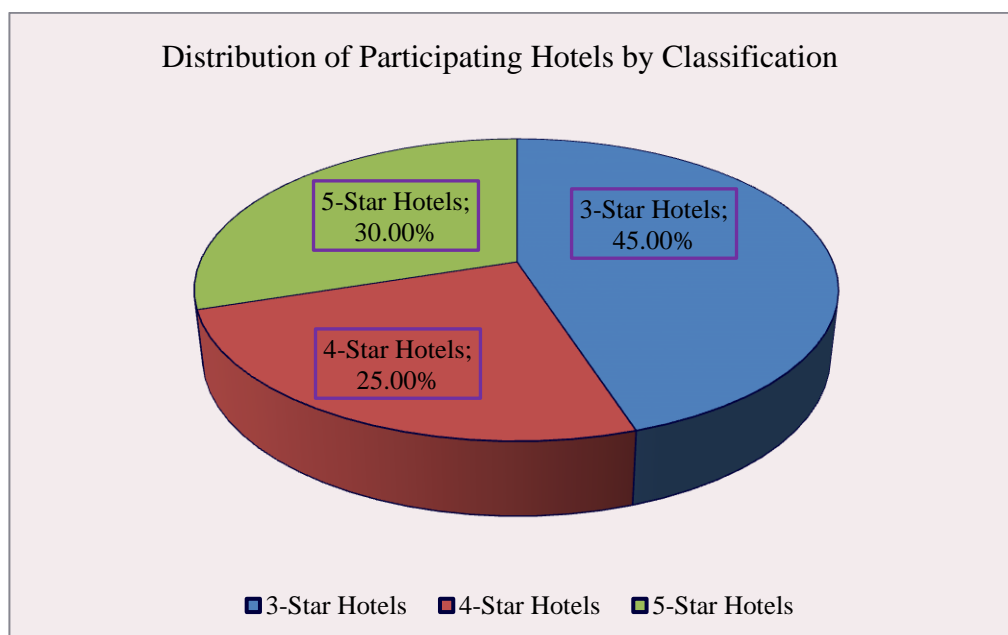 Distribution of Participating Hotels by Classification
5-Star Hotels;
30.00%
3-Star Hotels;
45.00%
4-Star Hotels;
25.00%
3-Star Hotels 4-Star Hotels 5-Star Hotels